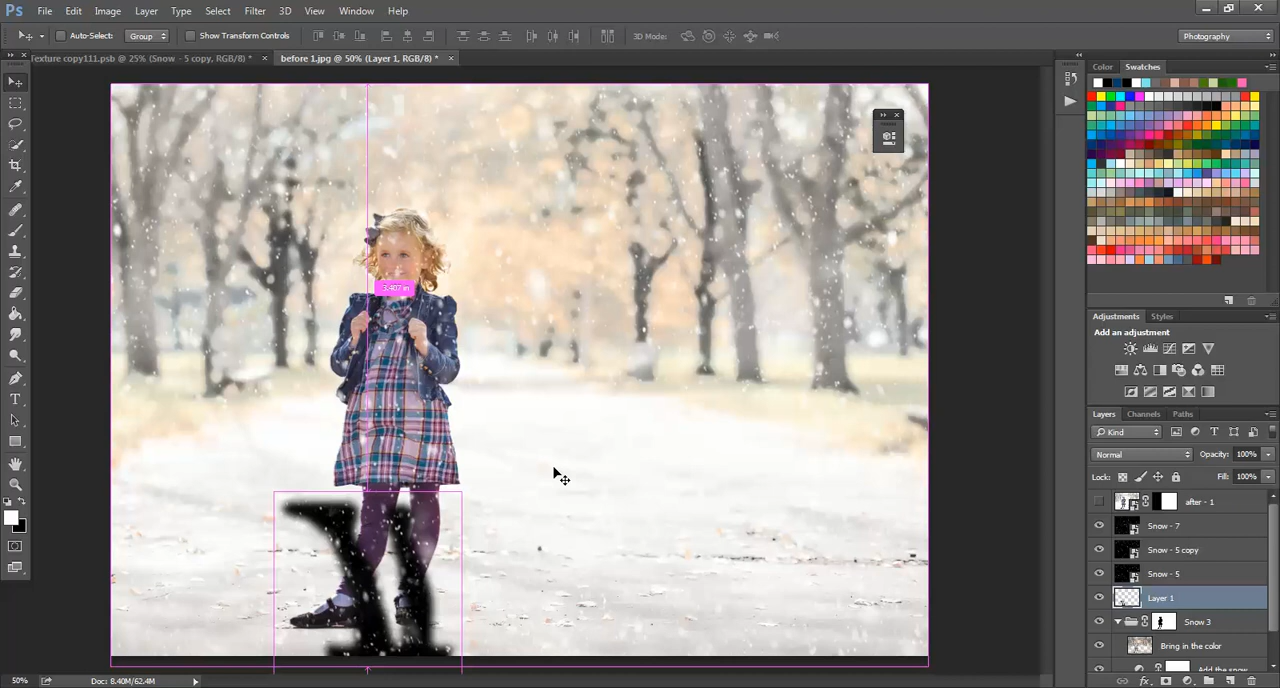 Ps File Edit Image Layer Type Select Filter 3D View Window Help
Auto-Select: Group Show Transform Controls 3D Mode: Photography
Texture copy111.psb @ 25% (Snow - 5 copy, RGB/8) * × before 1.jpg @ 50% (Layer 1, RGB/8) * ×
Color Swatches
3.407 in
Adjustments Styles
Add an adjustment
Layers Channels Paths
Kind
Normal Opacity: 100%
Lock: Fill: 100%
after - 1
Snow - 7
Snow - 5 copy
Snow - 5
Layer 1
Snow 3
Bring in the color
Add the snow
50% Doc: 8.40M/62.4M